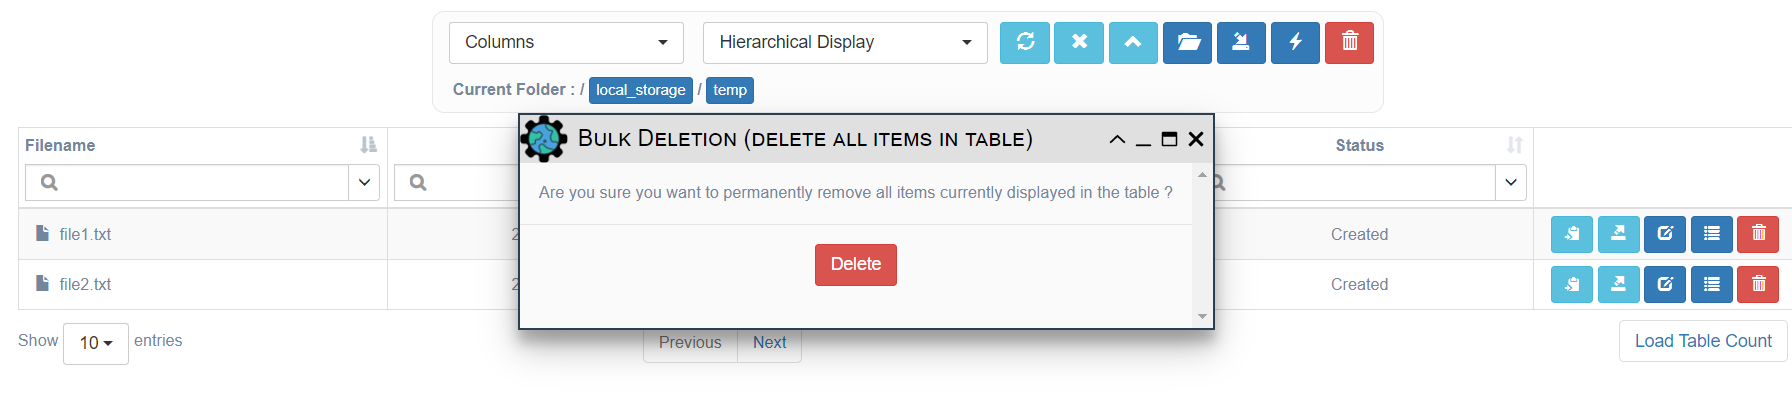 Columns Hierarchical Display
Current Folder : / local_storage / temp
Bulk Deletion (delete all items in table)
Filename Status
Are you sure you want to permanently remove all items currently displayed in the table ?
file1.txt 2 Created
Delete
file2.txt 2 Created
Show 10 entries Previous Next Load Table Count